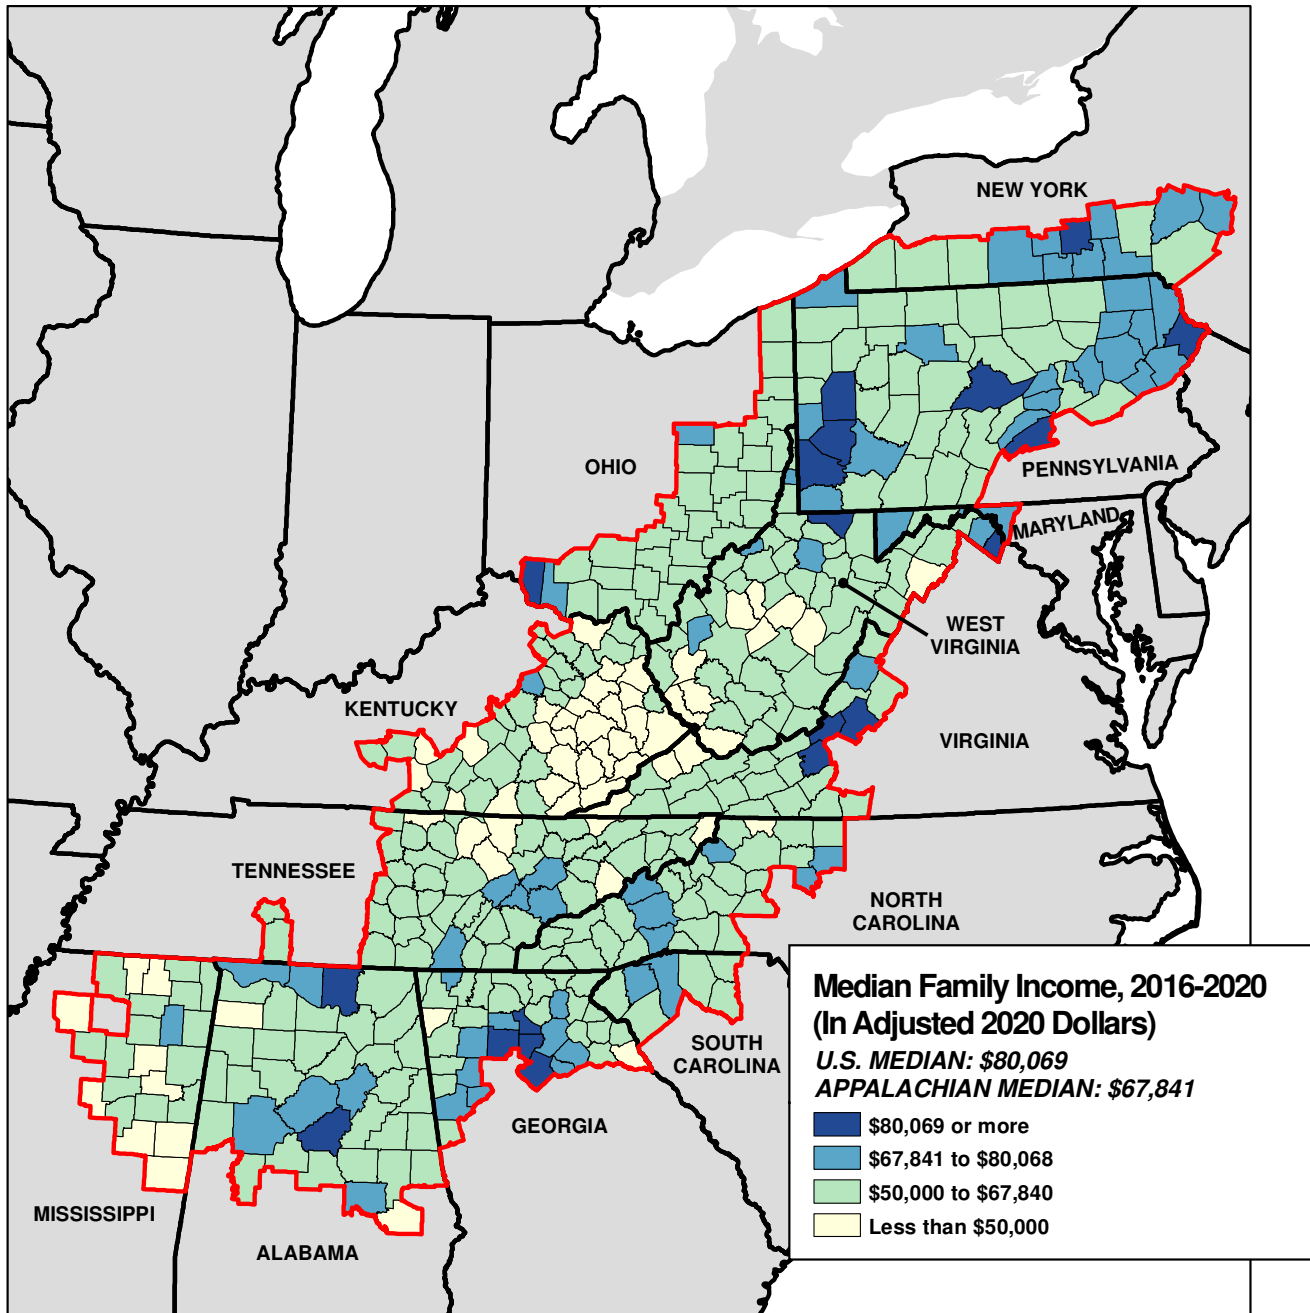 NEW YORK
OHIO
PENNSYLVANIA
MARYLAND
WEST
VIRGINIA
KENTUCKY
VIRGINIA
TENNESSEE
NORTH
CAROLINA
SOUTH
CAROLINA
GEORGIA
MISSISSIPPI
ALABAMA
Median Family Income, 2016-2020
(In Adjusted 2020 Dollars)
U.S. MEDIAN: $80,069
APPALACHIAN MEDIAN: $67,841
$80,069 or more
$67,841 to $80,068
$50,000 to $67,840
Less than $50,000